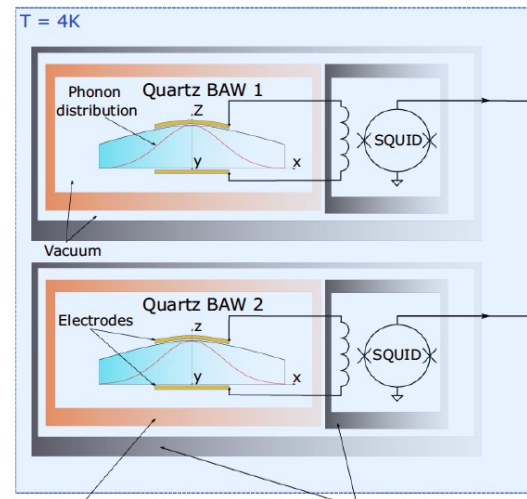 T = 4K
Quartz BAW 1
Phonon
distribution
Z
y
x
SQUID
Vacuum
Quartz BAW 2
Electrodes
z
y
x
SQUID